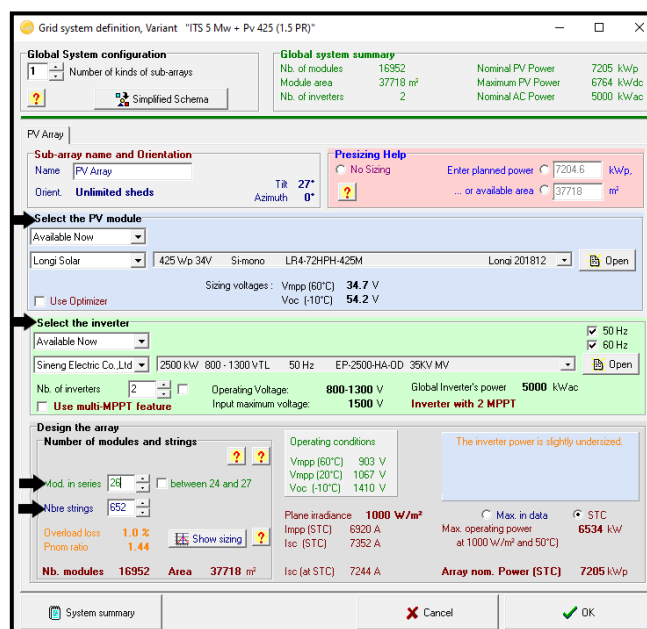 Grid system definition, Variant "ITS 5 Mw + Pv 425 (1.5 PR)"
Global System configuration
1 Number of kinds of sub-arrays
? Simplified Schema
Global system summary
Nb. of modules 16952 Nominal PV Power 7205 kWp
Module area 37718 m² Maximum PV Power 6764 kWdc
Nb. of inverters 2 Nominal AC Power 5000 kWac
PV Array
Sub-array name and Orientation
Name PV Array
Orient. Unlimited sheds Tilt 27°
Azimuth 0°
Presizing Help
No Sizing Enter planned power 7204.6 kWp,
? ... or available area 37718 m²
Select the PV module
Available Now
Longi Solar 425 Wp 34V Si-mono LR4-72HPH-425M Longi 201812 Open
Sizing voltages : Vmpp (60°C) 34.7 V
Use Optimizer Voc (-10°C) 54.2 V
Select the inverter
Available Now 50 Hz
60 Hz
Sineng Electric Co.,Ltd 2500 kW 800 - 1300 V TL 50 Hz EP-2500-HA-OD 35KV MV Open
Nb. of inverters 2 Operating Voltage: 800-1300 V Global Inverter's power 5000 kWac
Use multi-MPPT feature Input maximum voltage: 1500 V Inverter with 2 MPPT
Design the array
Number of modules and strings
? ?
Mod. in series 26 between 24 and 27
Nbre strings 652
Overload loss 1.0 %
Pnom ratio 1.44 Show sizing ?
Nb. modules 16952 Area 37718 m²
Operating conditions
Vmpp (60°C) 903 V
Vmpp (20°C) 1067 V
Voc (-10°C) 1410 V
Plane irradiance 1000 W/m²
Impp (STC) 6920 A
Isc (STC) 7352 A
Isc (at STC) 7244 A
The inverter power is slightly undersized.
Max. in data STC
Max. operating power 6534 kW
at 1000 W/m² and 50°C)
Array nom. Power (STC) 7205 kWp
System summary Cancel OK